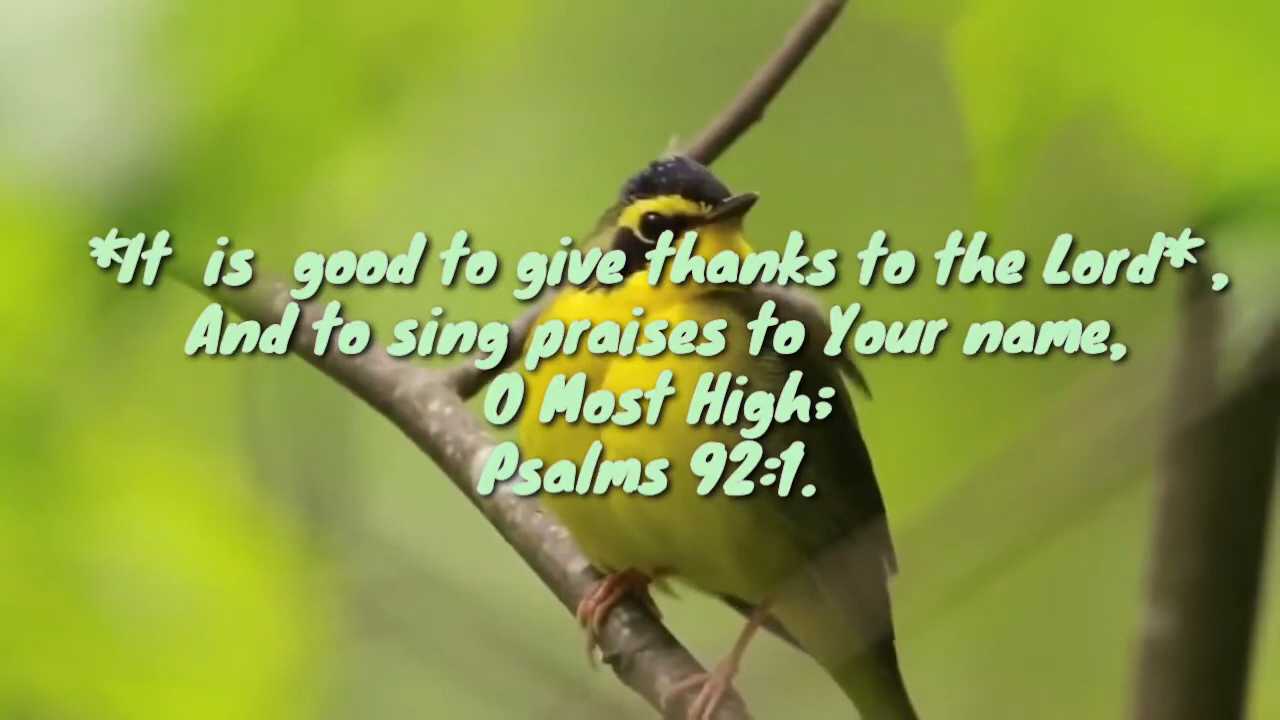 *It is good to give thanks to the Lord* ,
And to sing praises to Your name,
O Most High;
Psalms 92:1.